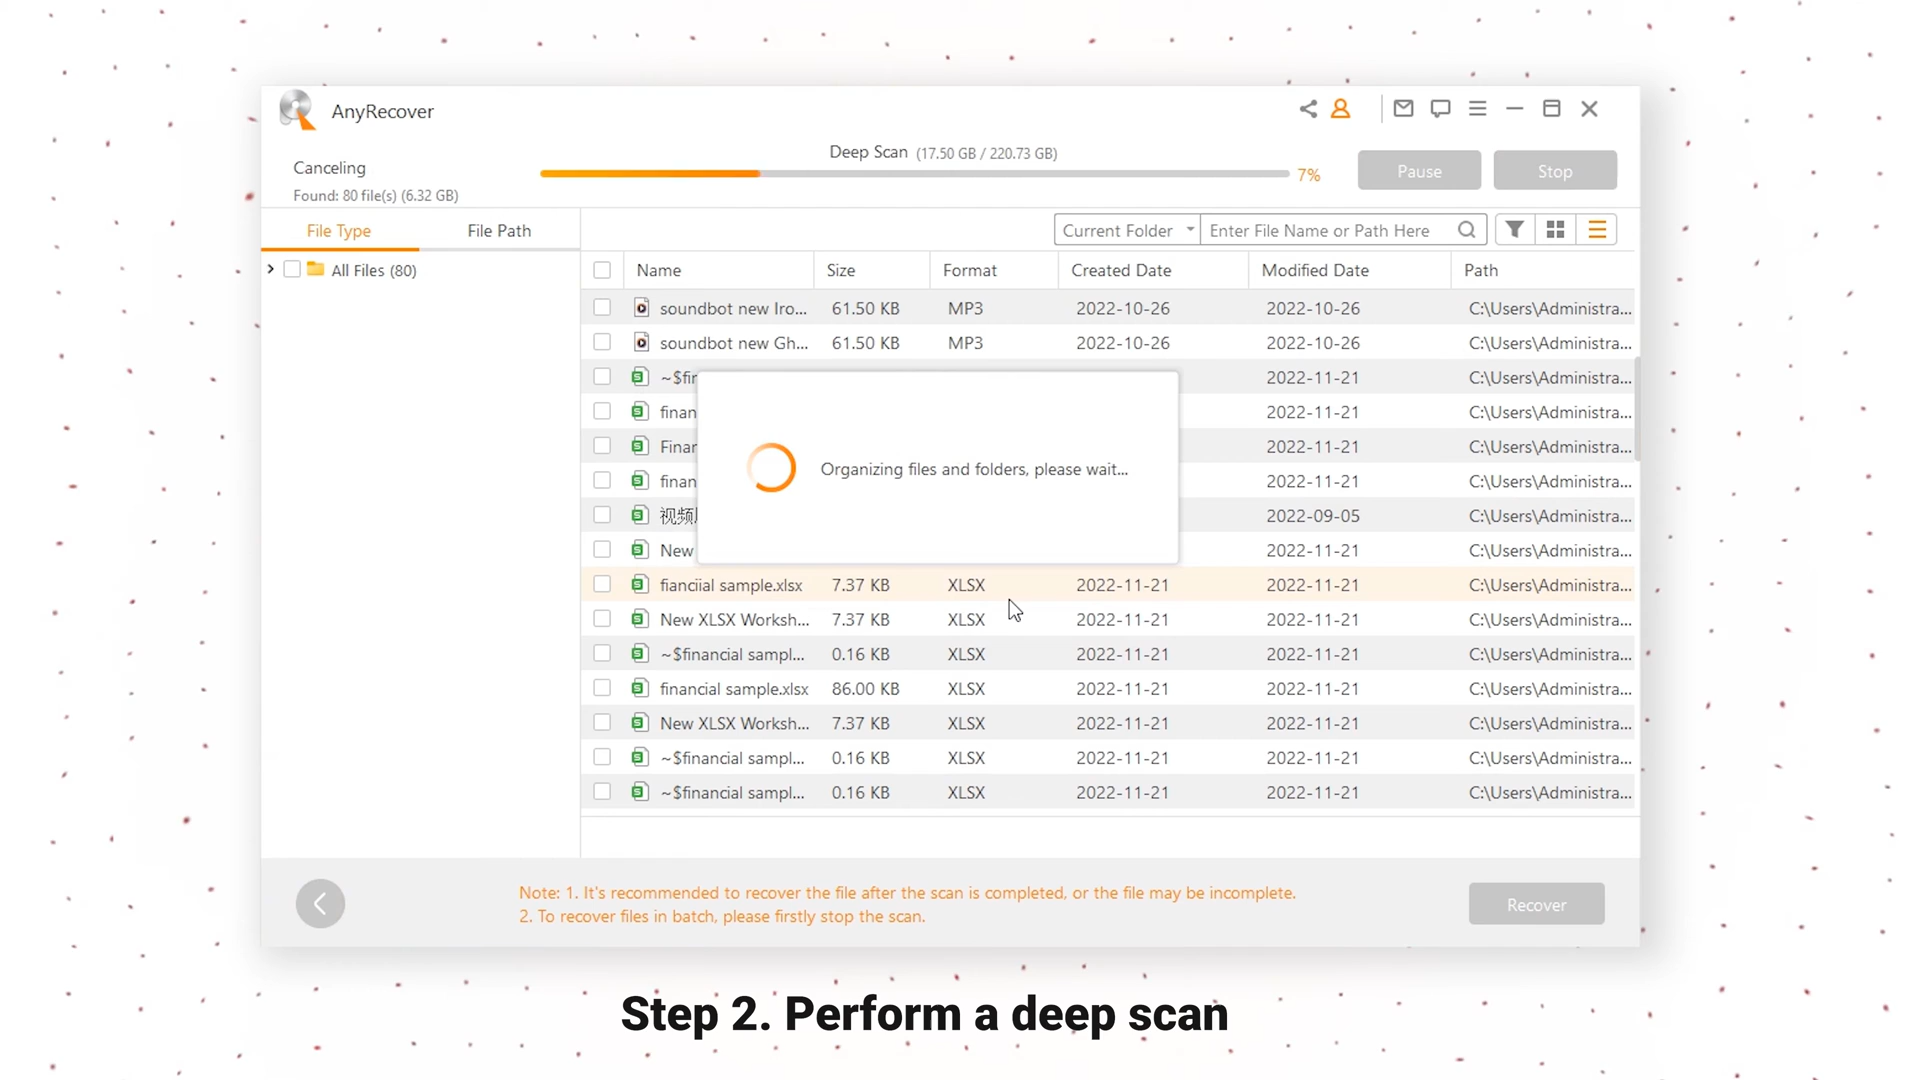 AnyRecover
Deep Scan (17.50 GB / 220.73 GB)
Canceling
7%
Pause
Stop
Found: 80 file(s) (6.32 GB)
File Type
File Path
Current Folder
Enter File Name or Path Here
All Files (80)
Name Size Format Created Date Modified Date Path
soundbot new Iro... 61.50 KB MP3 2022-10-26 2022-10-26 C:\Users\Administra...
soundbot new Gh... 61.50 KB MP3 2022-10-26 2022-10-26 C:\Users\Administra...
~$fir 2022-11-21 C:\Users\Administra...
finan 2022-11-21 C:\Users\Administra...
Finar 2022-11-21 C:\Users\Administra...
finan 2022-11-21 C:\Users\Administra...
视频 2022-09-05 C:\Users\Administra...
New 2022-11-21 C:\Users\Administra...
Organizing files and folders, please wait...
fianciial sample.xlsx 7.37 KB XLSX 2022-11-21 2022-11-21 C:\Users\Administra...
New XLSX Worksh... 7.37 KB XLSX 2022-11-21 2022-11-21 C:\Users\Administra...
~$financial sampl... 0.16 KB XLSX 2022-11-21 2022-11-21 C:\Users\Administra...
financial sample.xlsx 86.00 KB XLSX 2022-11-21 2022-11-21 C:\Users\Administra...
New XLSX Worksh... 7.37 KB XLSX 2022-11-21 2022-11-21 C:\Users\Administra...
~$financial sampl... 0.16 KB XLSX 2022-11-21 2022-11-21 C:\Users\Administra...
~$financial sampl... 0.16 KB XLSX 2022-11-21 2022-11-21 C:\Users\Administra...
Note: 1. It's recommended to recover the file after the scan is completed, or the file may be incomplete.
2. To recover files in batch, please firstly stop the scan.
Recover
Step 2. Perform a deep scan